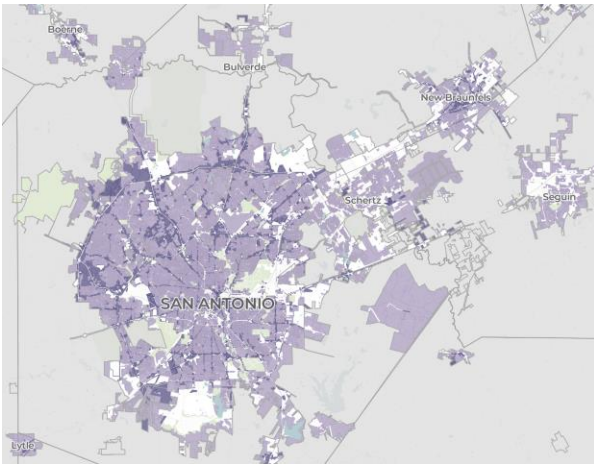 Boerne
Bulverde
New Braunfels
Schertz
Seguin
SAN ANTONIO
Lytle